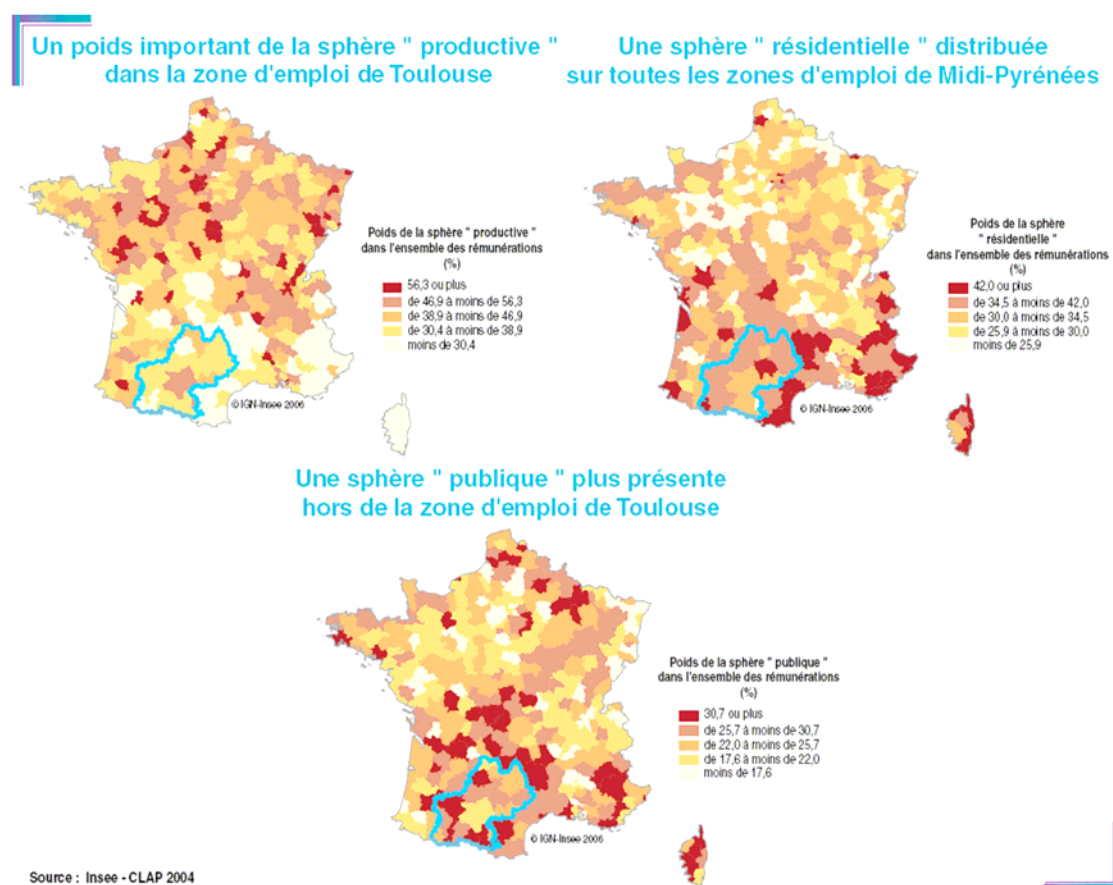 Un poids important de la sphère " productive "
dans la zone d'emploi de Toulouse
Poids de la sphère " productive "
dans l'ensemble des rémunérations
(%)
56,3 ou plus
de 46,9 à moins de 56,3
de 38,9 à moins de 46,9
de 30,4 à moins de 38,9
moins de 30,4
© IGN-Insee 2006
Une sphère " résidentielle " distribuée
sur toutes les zones d'emploi de Midi-Pyrénées
Poids de la sphère
" résidentielle "
dans l'ensemble des rémunérations
(%)
42,0 ou plus
de 34,5 à moins de 42,0
de 30,0 à moins de 34,5
de 25,9 à moins de 30,0
moins de 25,9
© IGN-Insee 2006
Une sphère " publique " plus présente
hors de la zone d'emploi de Toulouse
Poids de la sphère " publique "
dans l'ensemble des rémunérations
(%)
30,7 ou plus
de 25,7 à moins de 30,7
de 22,0 à moins de 25,7
de 17,6 à moins de 22,0
moins de 17,6
© IGN-Insee 2006
Source : Insee - CLAP 2004